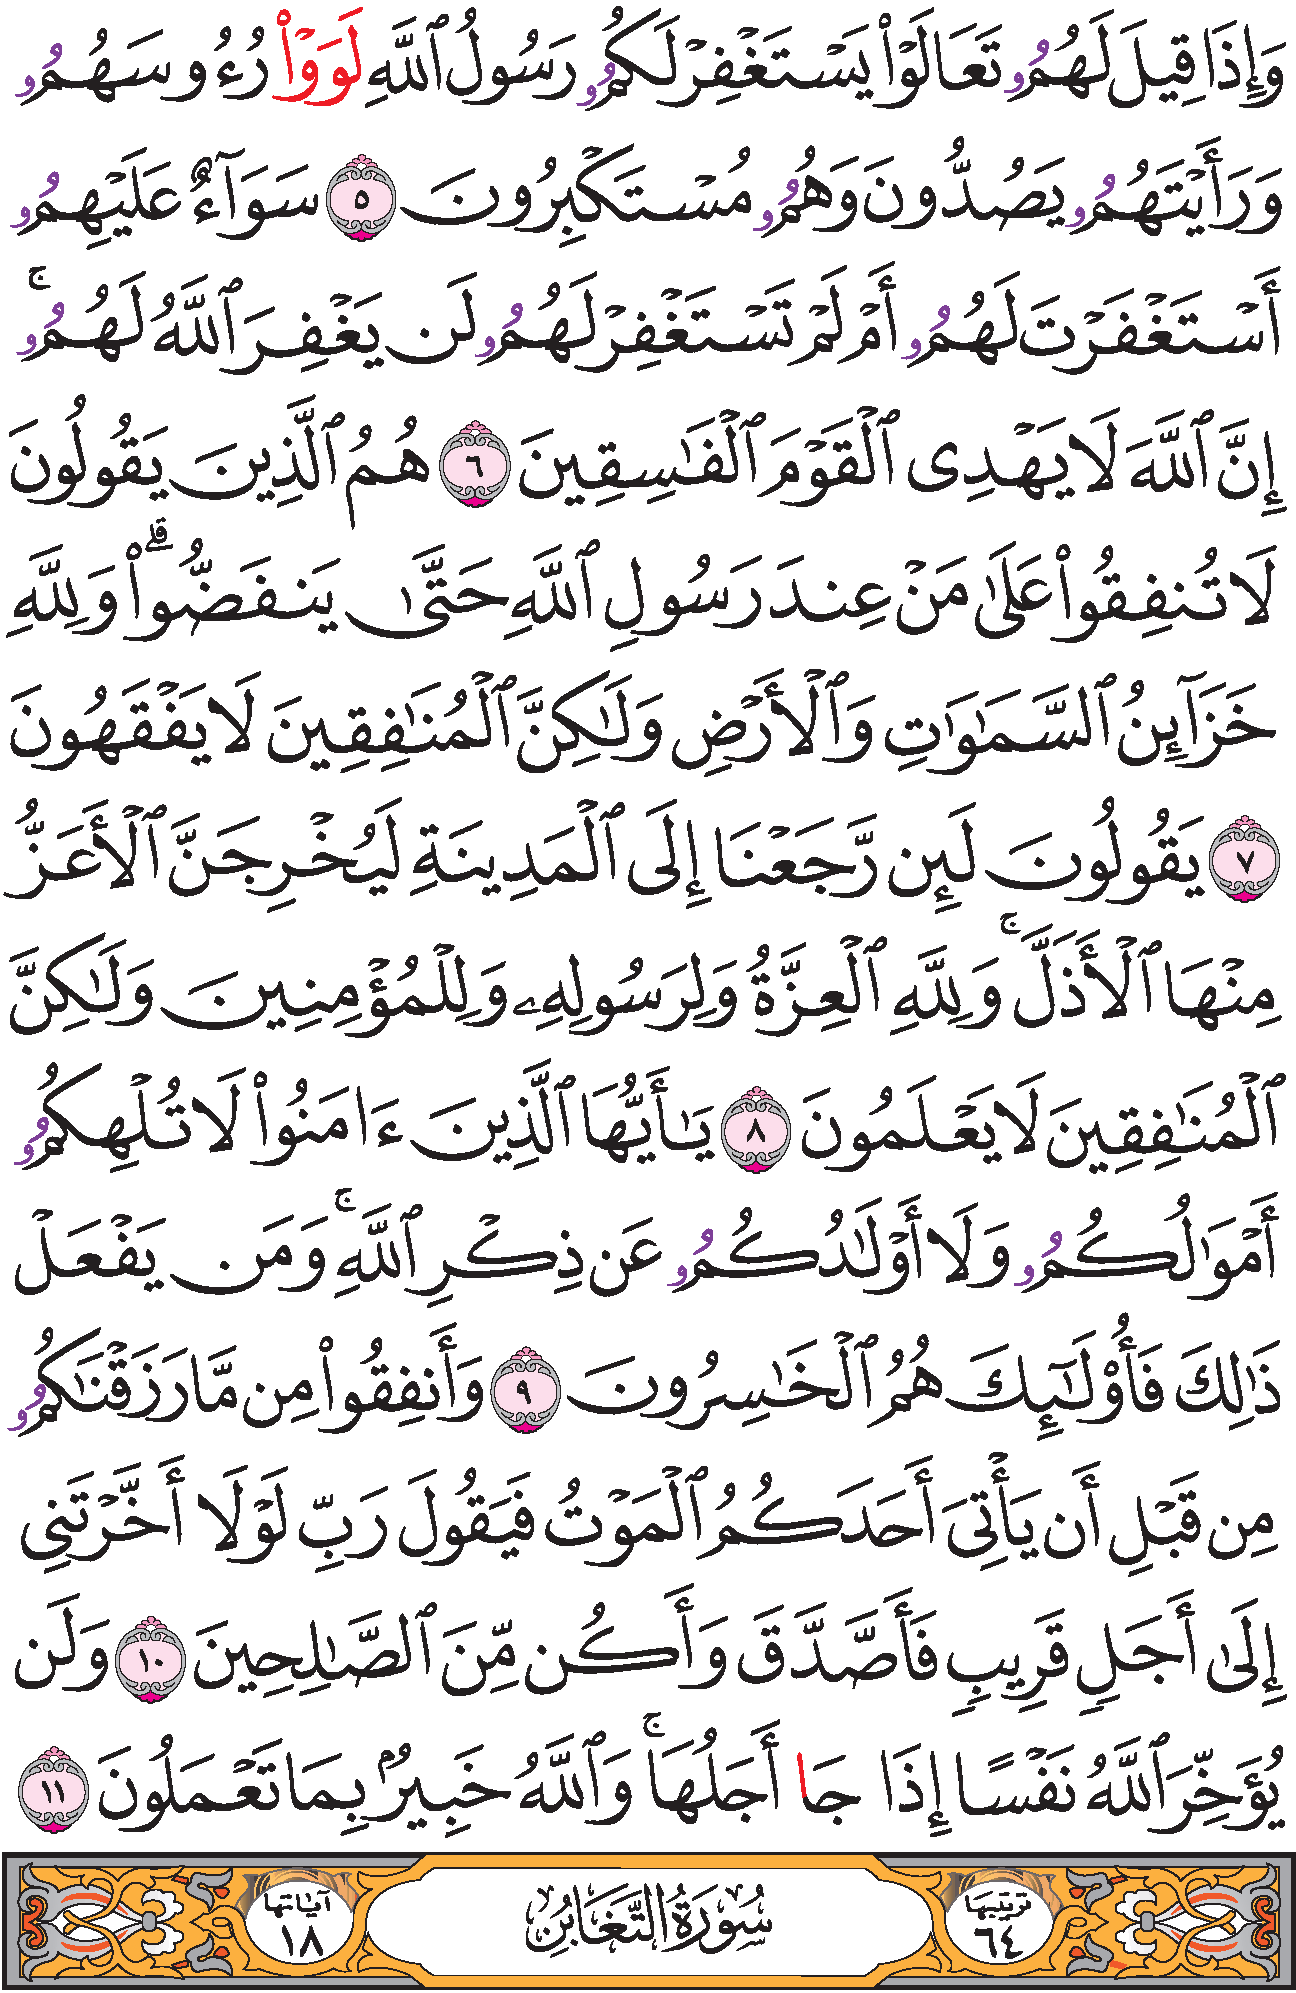 وَإِذَا قِيلَ لَهُمُۥ تَعَالَوْا۟ يَسْتَغْفِرْ لَكُمُۥ رَسُولُ ٱللَّهِ لَوَوْا۟ رُءُوسَهُمُۥ
وَرَأَيْتَهُمُۥ يَصُدُّونَ وَهُمُۥ مُسْتَكْبِرُونَ ٥ سَوَآءٌ عَلَيْهِمُۥ
أَسْتَغْفَرْتَ لَهُمُۥ أَمْ لَمْ تَسْتَغْفِرْ لَهُمُۥ لَن يَغْفِرَ ٱللَّهُ لَهُمُۥ ۚ
إِنَّ ٱللَّهَ لَا يَهْدِى ٱلْقَوْمَ ٱلْفَٰسِقِينَ ٦ هُمُ ٱلَّذِينَ يَقُولُونَ
لَا تُنفِقُوا۟ عَلَىٰ مَنْ عِندَ رَسُولِ ٱللَّهِ حَتَّىٰ يَنفَضُّوا۟ ۗ وَلِلَّهِ
خَزَآئِنُ ٱلسَّمَٰوَٰتِ وَٱلْأَرْضِ وَلَٰكِنَّ ٱلْمُنَٰفِقِينَ لَا يَفْقَهُونَ
٧ يَقُولُونَ لَئِن رَّجَعْنَا إِلَى ٱلْمَدِينَةِ لَيُخْرِجَنَّ ٱلْأَعَزُّ
مِنْهَا ٱلْأَذَلَّ ۚ وَلِلَّهِ ٱلْعِزَّةُ وَلِرَسُولِهِۦ وَلِلْمُؤْمِنِينَ وَلَٰكِنَّ
ٱلْمُنَٰفِقِينَ لَا يَعْلَمُونَ ٨ يَٰأَيُّهَا ٱلَّذِينَ ءَامَنُوا۟ لَا تُلْهِكُمُۥ
أَمْوَٰلُكُمُۥ وَلَا أَوْلَٰدُكُمُۥ عَن ذِكْرِ ٱللَّهِ ۚ وَمَن يَفْعَلْ
ذَٰلِكَ فَأُو۟لَٰٓئِكَ هُمُ ٱلْخَٰسِرُونَ ٩ وَأَنفِقُوا۟ مِن مَّا رَزَقْنَٰكُمُۥ
مِن قَبْلِ أَن يَأْتِىَ أَحَدَكُمُ ٱلْمَوْتُ فَيَقُولَ رَبِّ لَوْلَا أَخَّرْتَنِى
إِلَىٰ أَجَلٍ قَرِيبٍ فَأَصَّدَّقَ وَأَكُن مِّنَ ٱلصَّٰلِحِينَ ١٠ وَلَن
يُؤَخِّرَ ٱللَّهُ نَفْسًا إِذَا جَا أَجَلُهَا ۚ وَٱللَّهُ خَبِيرٌۢ بِمَا تَعْمَلُونَ ١١
ترتيبها ٦٤ سُورَةُ التَّغَابُنِ آياتها ١٨